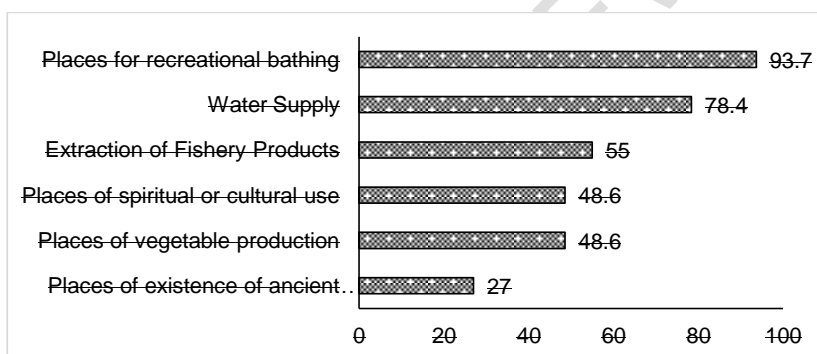 Places for recreational bathing 93.7
Water Supply 78.4
Extraction of Fishery Products 55
Places of spiritual or cultural use 48.6
Places of vegetable production 48.6
Places of existence of ancient.. 27
0 20 40 60 80 100